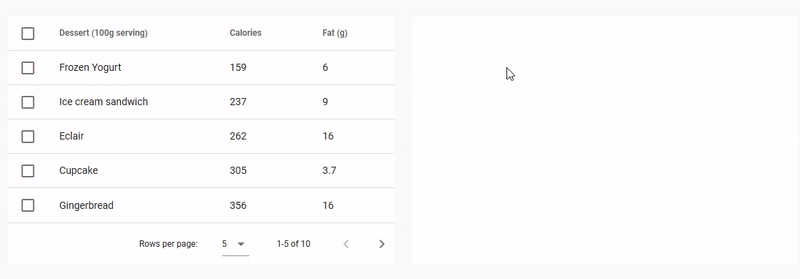 Dessert (100g serving) Calories Fat (g)
Frozen Yogurt 159 6
Ice cream sandwich 237 9
Eclair 262 16
Cupcake 305 3.7
Gingerbread 356 16
Rows per page: 5 1-5 of 10